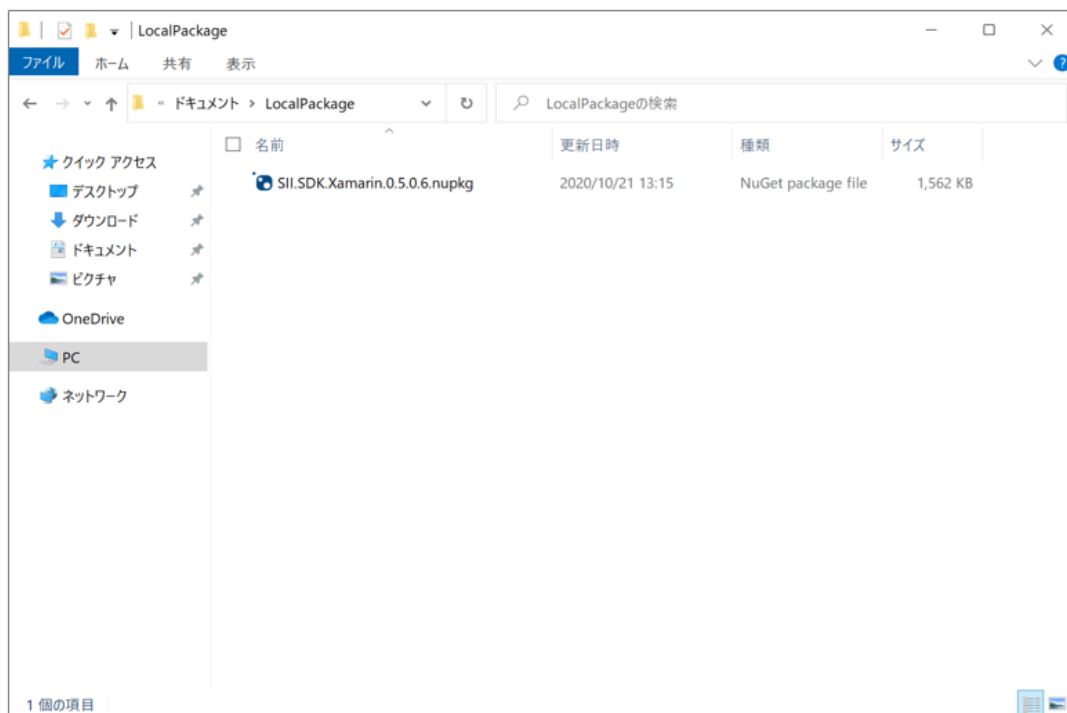 LocalPackage
ファイル ホーム 共有 表示
« ドキュメント › LocalPackage LocalPackageの検索
名前 更新日時 種類 サイズ
SII.SDK.Xamarin.0.5.0.6.nupkg 2020/10/21 13:15 NuGet package file 1,562 KB
クイック アクセス
デスクトップ
ダウンロード
ドキュメント
ピクチャ
OneDrive
PC
ネットワーク
1 個の項目